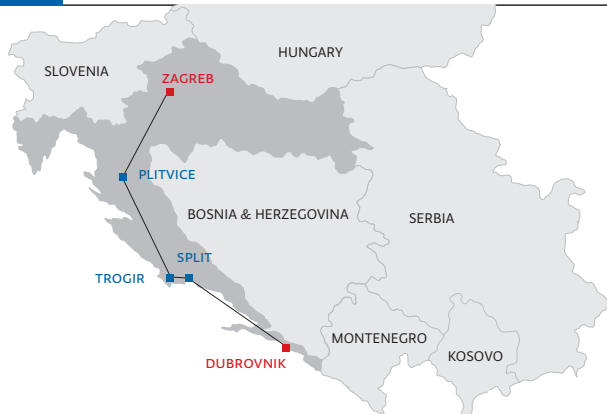 HUNGARY
SLOVENIA
ZAGREB
PLITVICE
BOSNIA & HERZEGOVINA
SERBIA
SPLIT
TROGIR
MONTENEGRO
KOSOVO
DUBROVNIK